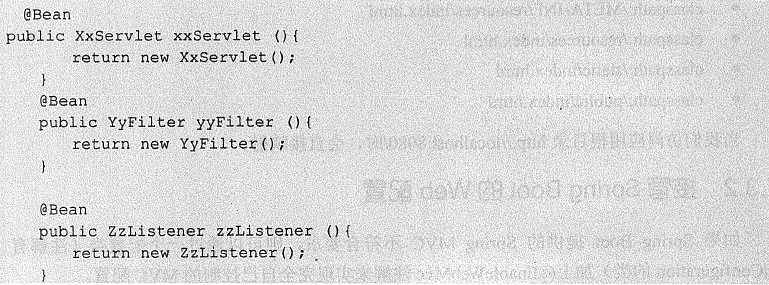 @Bean
public XxServlet xxServlet (){
return new XxServlet();
}
@Bean
public YyFilter yyFilter (){
return new YyFilter();
}
@Bean
public ZzListener zzListener (){
return new ZzListener();
}